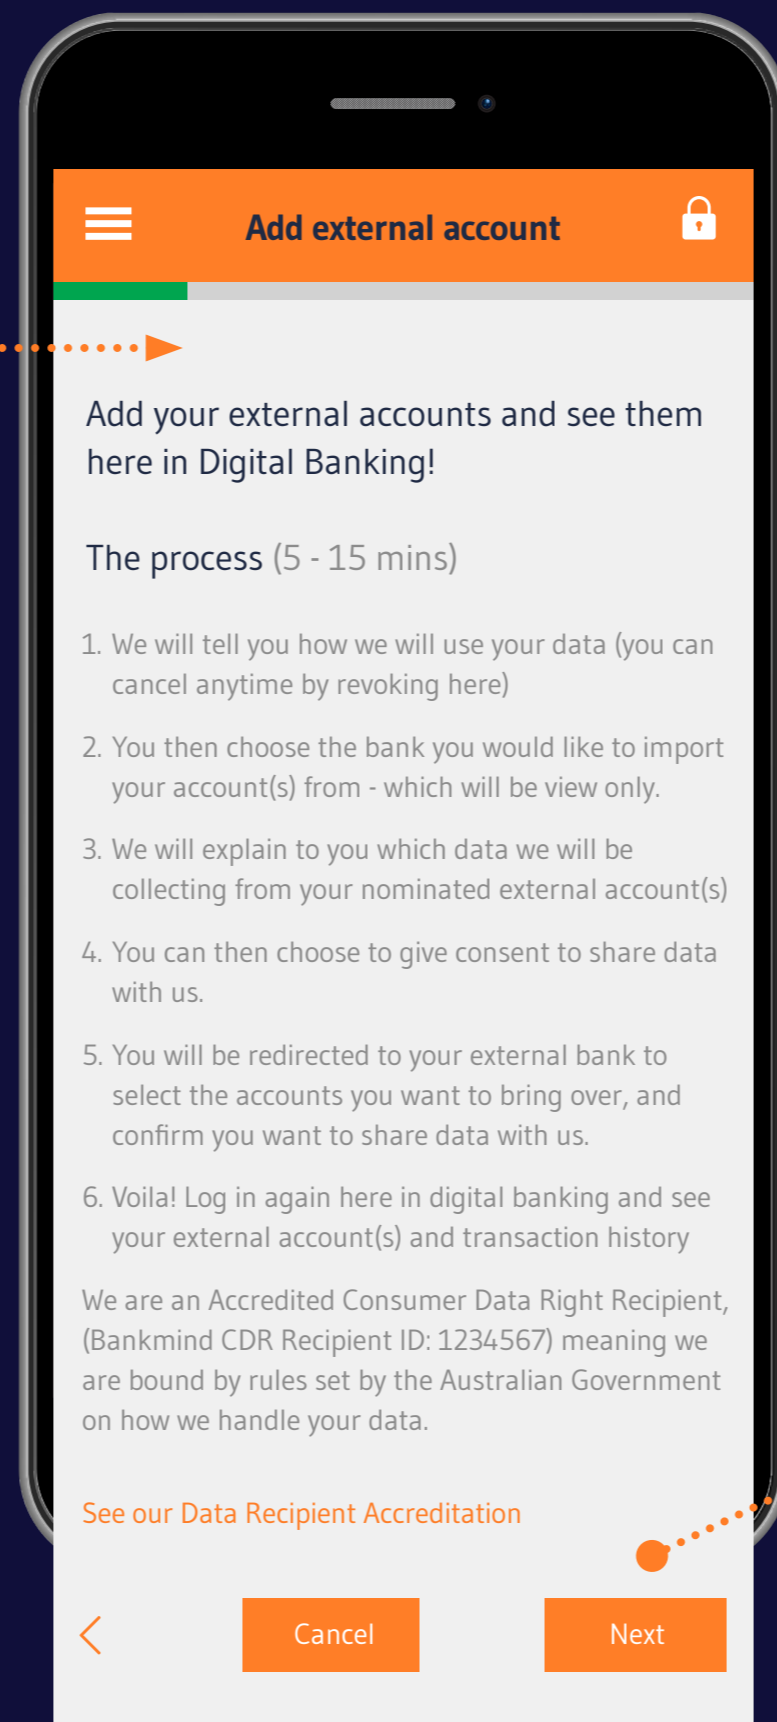 Add external account
Add your external accounts and see them
here in Digital Banking!
The process (5 - 15 mins)
1. We will tell you how we will use your data (you can
cancel anytime by revoking here)
2. You then choose the bank you would like to import
your account(s) from - which will be view only.
3. We will explain to you which data we will be
collecting from your nominated external account(s)
4. You can then choose to give consent to share data
with us.
5. You will be redirected to your external bank to
select the accounts you want to bring over, and
confirm you want to share data with us.
6. Voila! Log in again here in digital banking and see
your external account(s) and transaction history
We are an Accredited Consumer Data Right Recipient,
(Bankmind CDR Recipient ID: 1234567) meaning we
are bound by rules set by the Australian Government
on how we handle your data.
See our Data Recipient Accreditation
Cancel Next